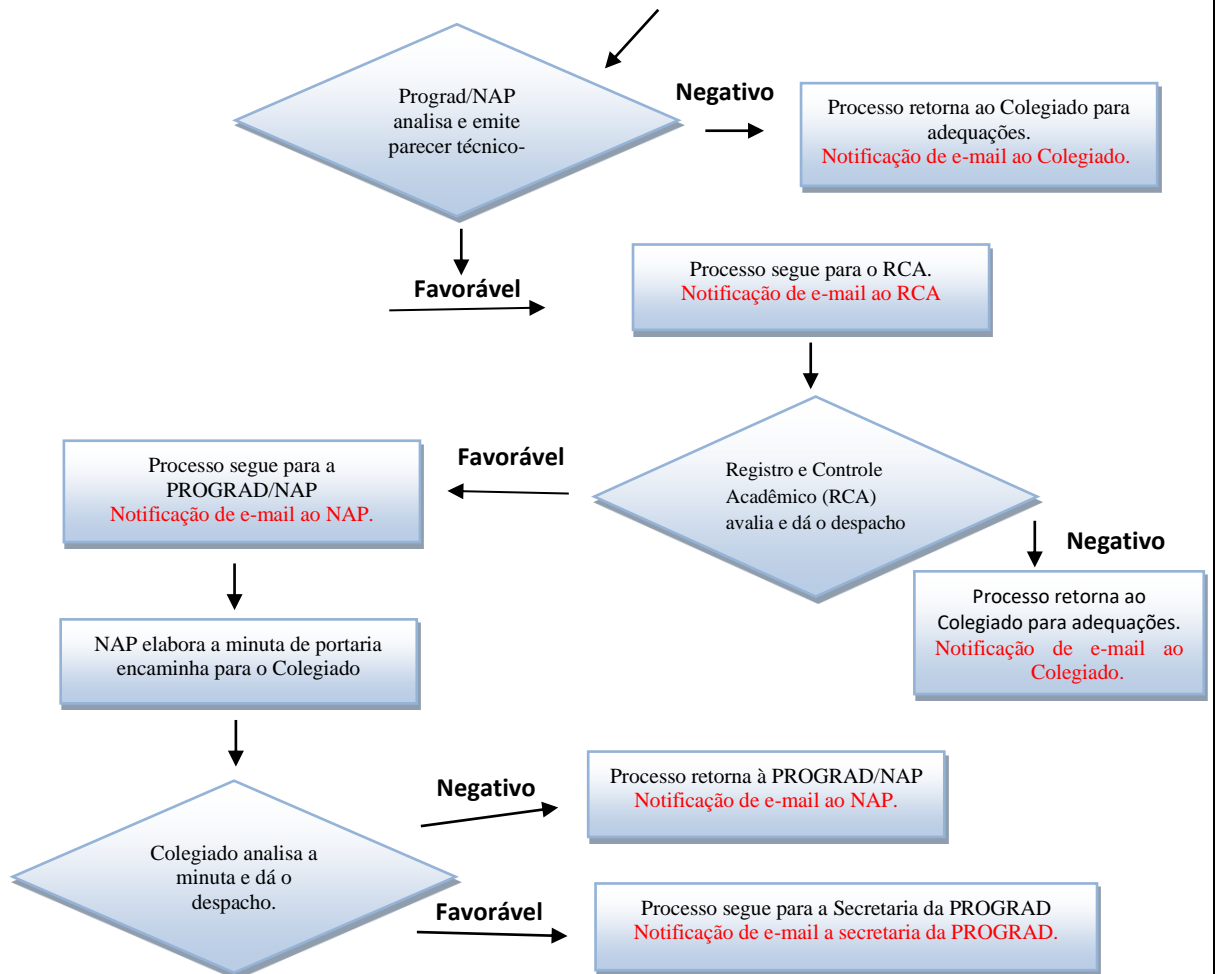 Prograd/NAP
analisa e emite
parecer técnico-
Negativo
Processo retorna ao Colegiado para
adequações.
Notificação de e-mail ao Colegiado.
Favorável
Processo segue para o RCA.
Notificação de e-mail ao RCA
Registro e Controle
Acadêmico (RCA)
avalia e dá o despacho
Favorável
Processo segue para a
PROGRAD/NAP
Notificação de e-mail ao NAP.
Negativo
Processo retorna ao
Colegiado para adequações.
Notificação de e-mail ao
Colegiado.
NAP elabora a minuta de portaria
encaminha para o Colegiado
Colegiado analisa a
minuta e dá o
despacho.
Negativo
Processo retorna à PROGRAD/NAP
Notificação de e-mail ao NAP.
Favorável
Processo segue para a Secretaria da PROGRAD
Notificação de e-mail a secretaria da PROGRAD.